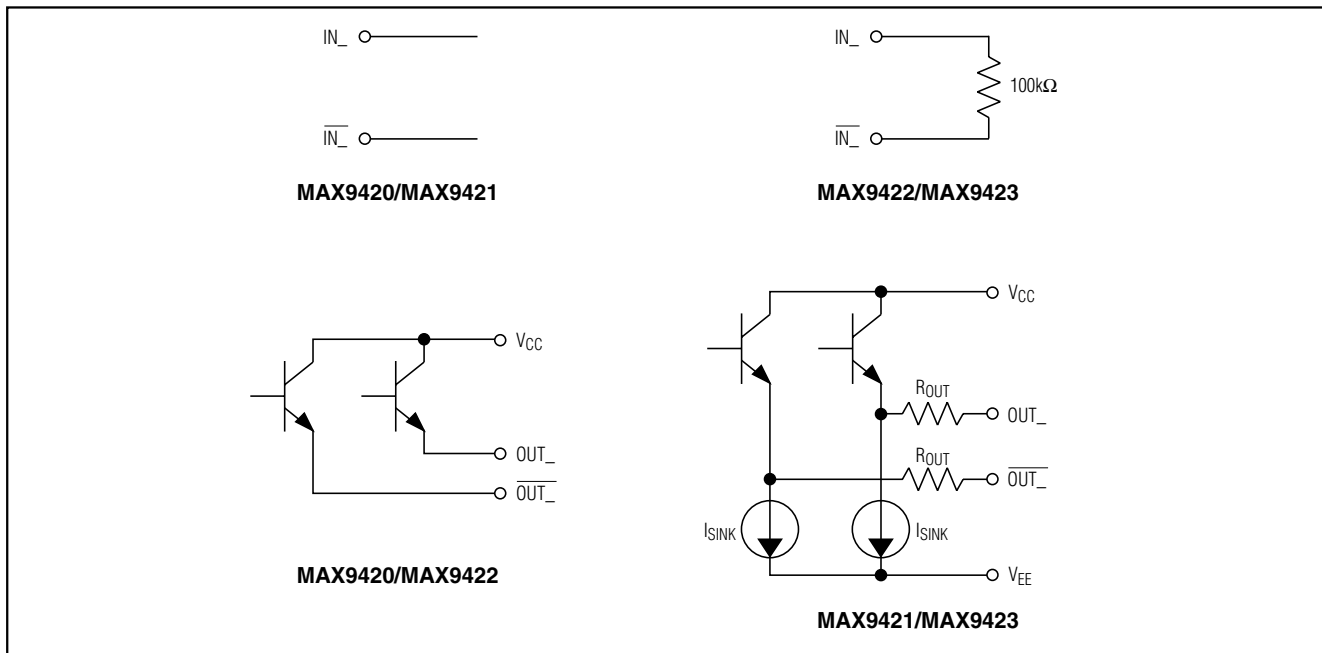 IN_
IN_
100kΩ
IN_
IN_
MAX9420/MAX9421
MAX9422/MAX9423
VCC
OUT_
OUT_
MAX9420/MAX9422
VCC
ROUT
OUT_
ROUT
OUT_
ISINK
ISINK
VEE
MAX9421/MAX9423